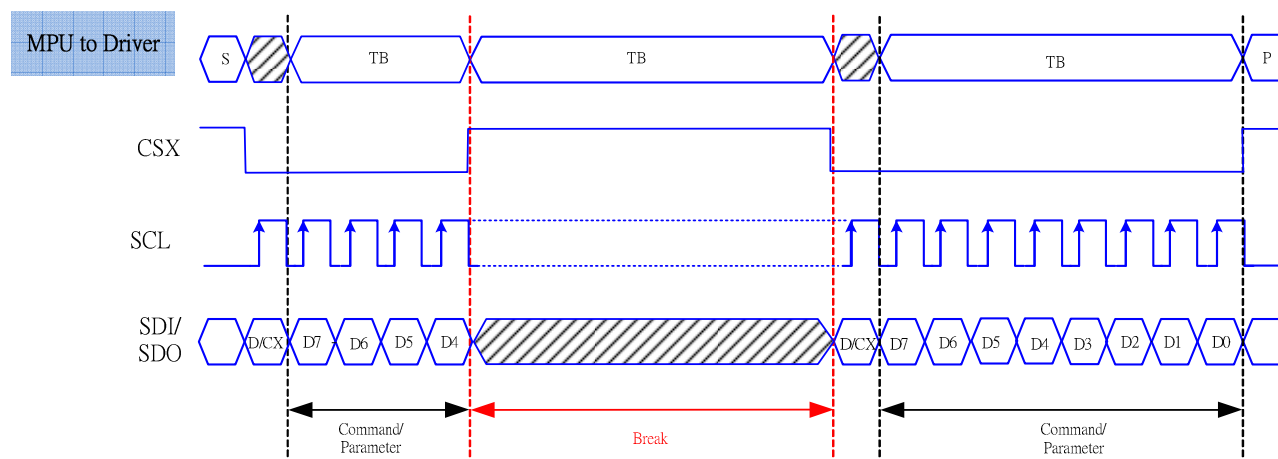 MPU to Driver
S TB TB TB P
CSX
SCL
SDI/
SDO
D/CX D7 D6 D5 D4 D/CX D7 D6 D5 D4 D3 D2 D1 D0
Command/
Parameter
Break
Command/
Parameter